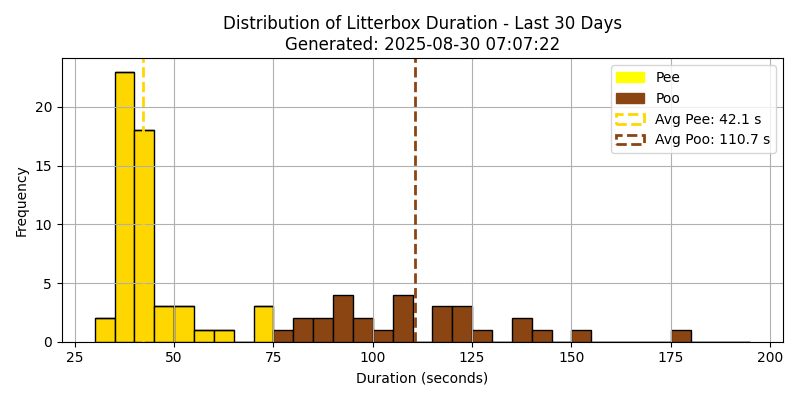 Distribution of Litterbox Duration - Last 30 Days
Generated: 2025-08-30 07:07:22
Pee
Poo
Avg Pee: 42.1 s
Avg Poo: 110.7 s
Frequency
20
15
10
5
0
25 50 75 100 125 150 175 200
Duration (seconds)